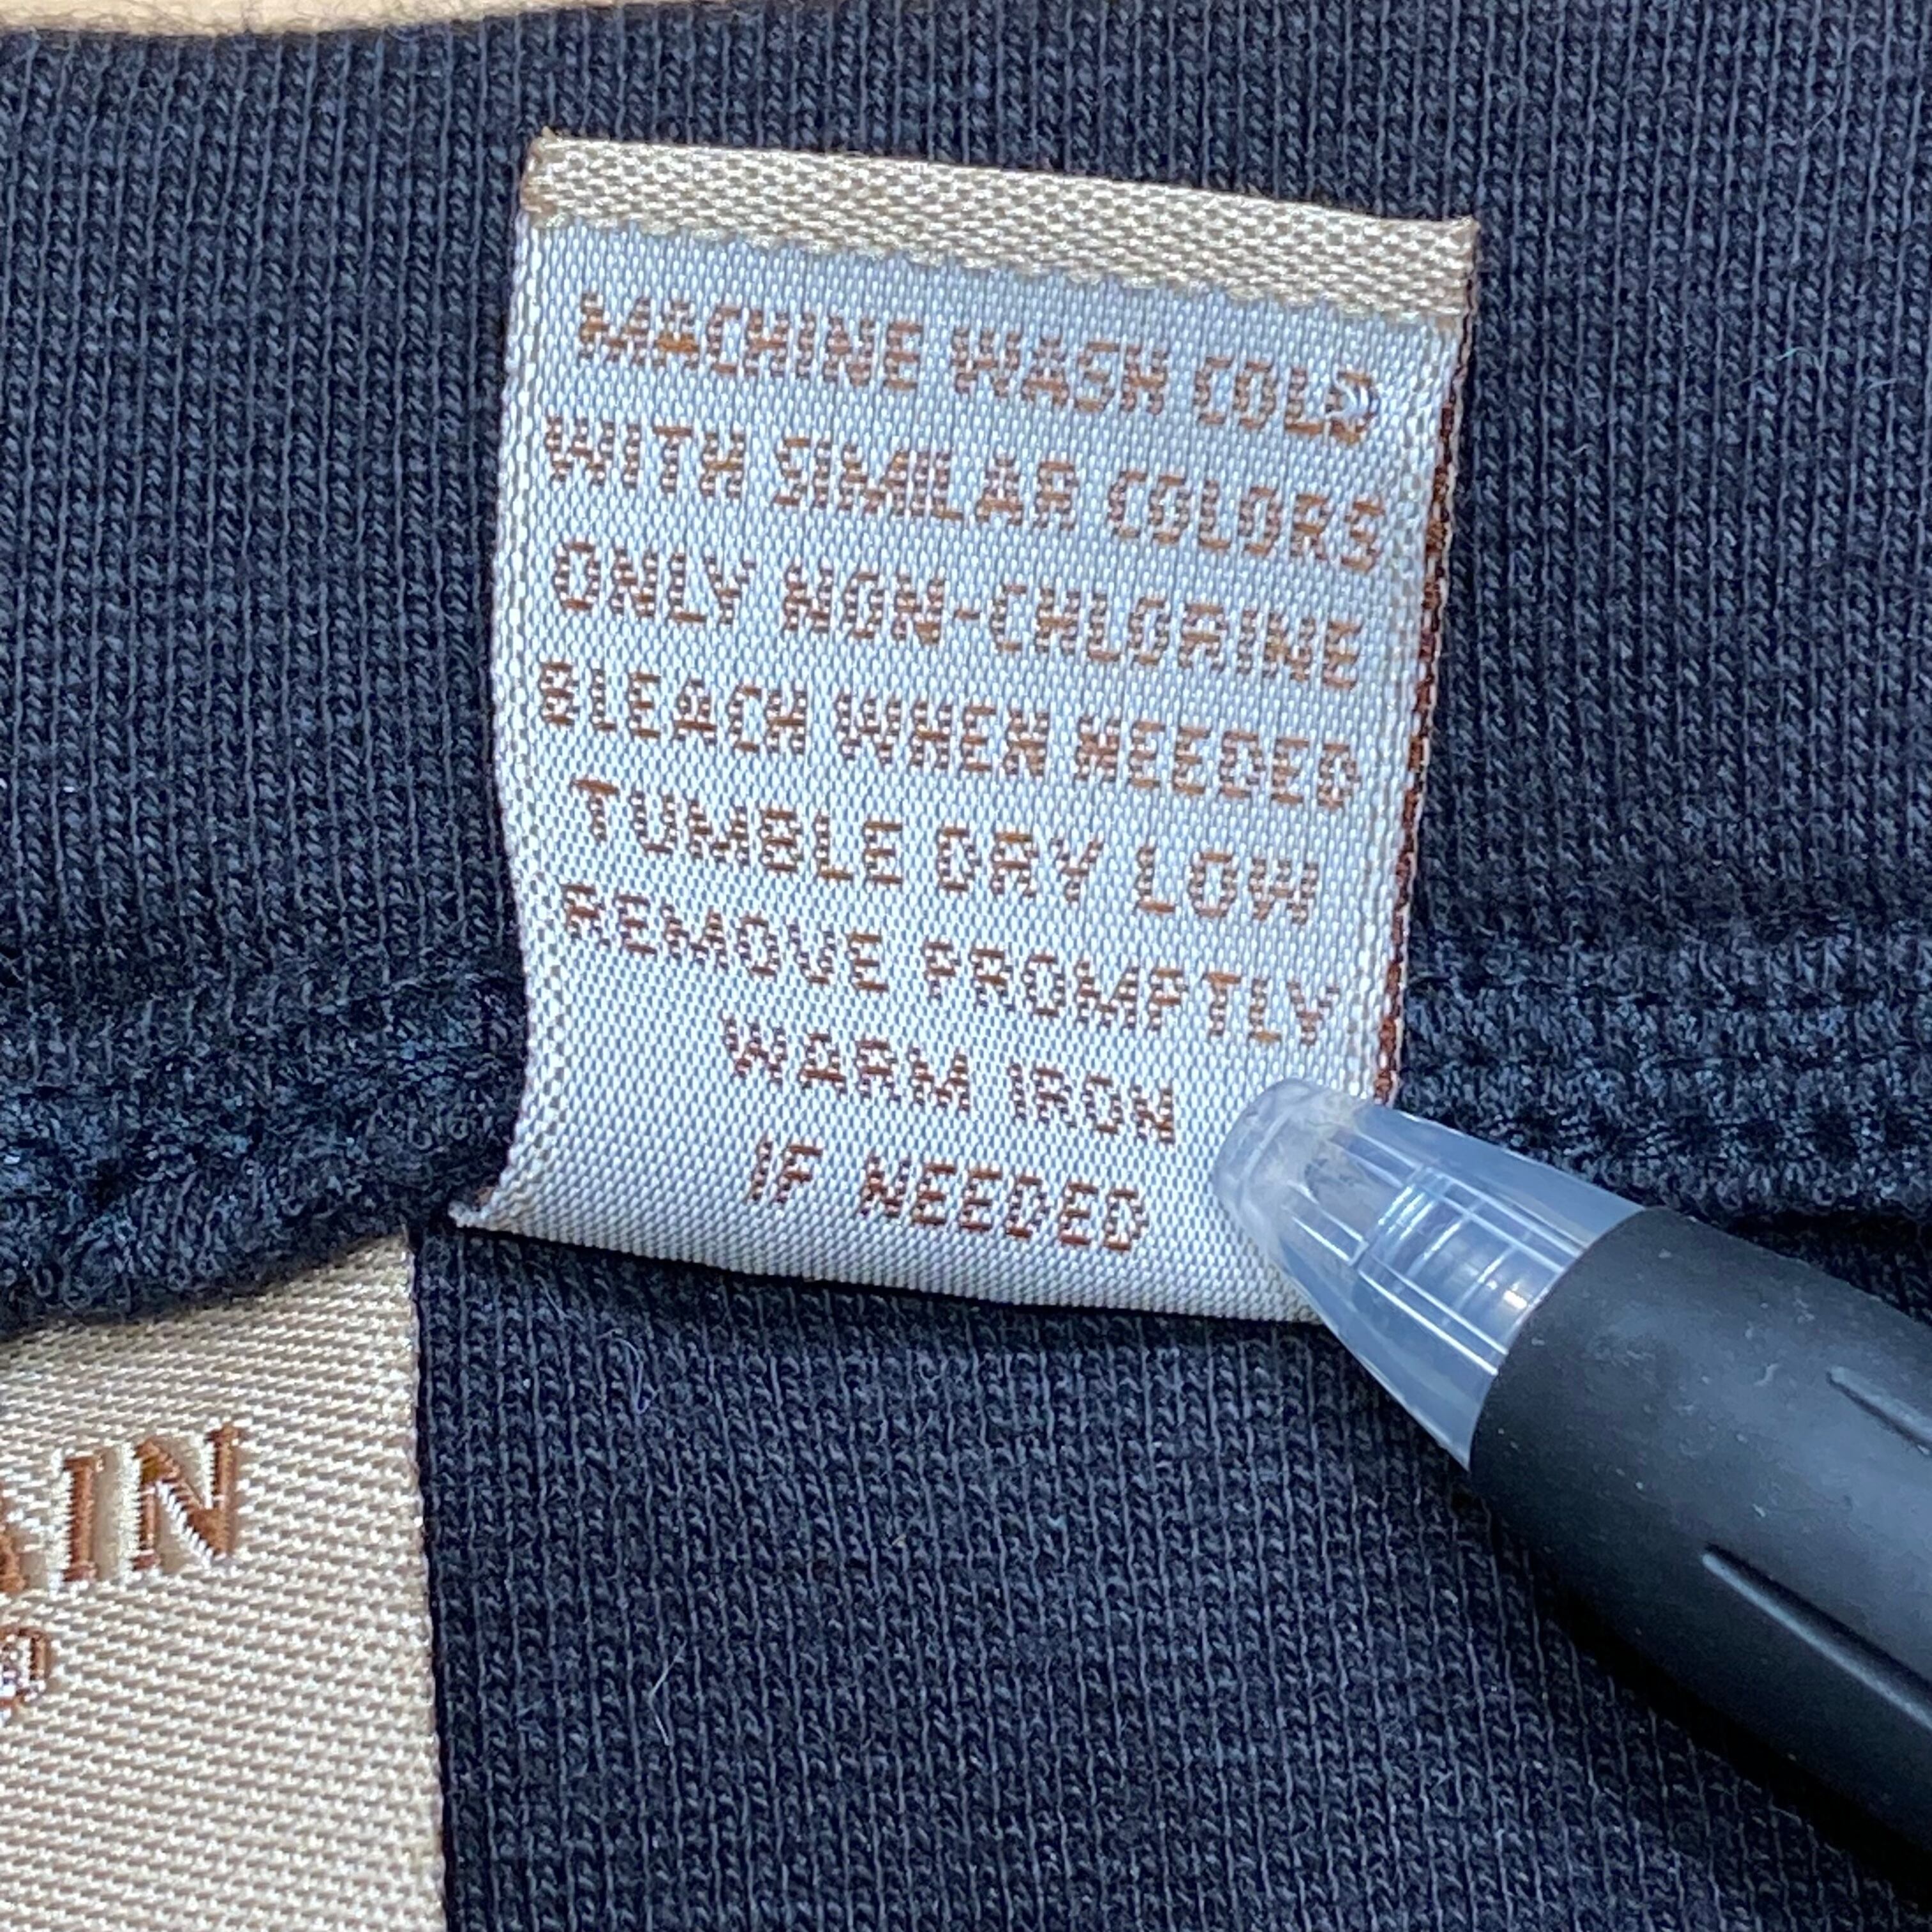 MACHINE WASH COLD
WITH SIMILAR COLORS
ONLY NON-CHLORINE
BLEACH WHEN NEEDED
TUMBLE DRY LOW
REMOVE PROMPTLY
WARM IRON
IF NEEDED